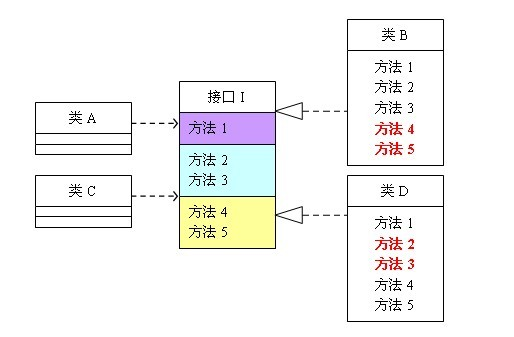 类 A
类 C
接口 I
方法 1
方法 2
方法 3
方法 4
方法 5
类 B
方法 1
方法 2
方法 3
方法 4
方法 5
类 D
方法 1
方法 2
方法 3
方法 4
方法 5